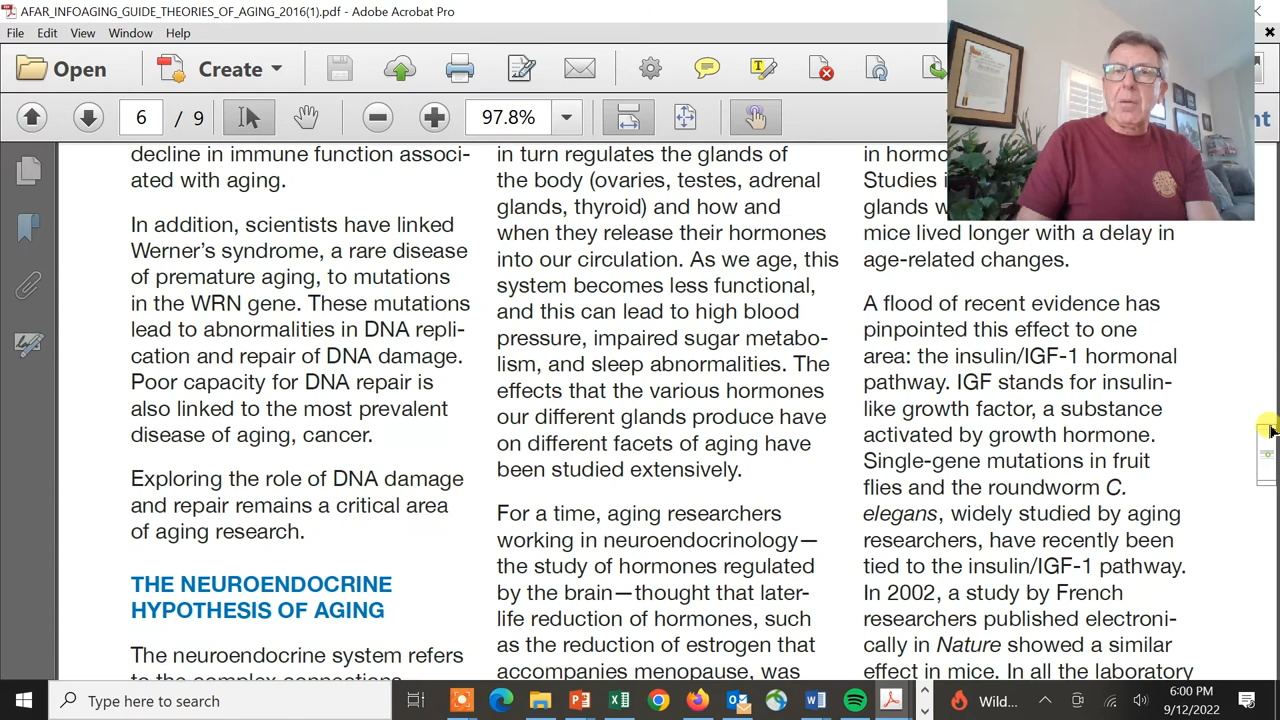 AFAR_INFOAGING_GUIDE_THEORIES_OF_AGING_2016(1).pdf - Adobe Acrobat Pro
File Edit View Window Help
Open Create
6 / 9 97.8%
decline in immune function associ-
ated with aging.
In addition, scientists have linked
Werner's syndrome, a rare disease
of premature aging, to mutations
in the WRN gene. These mutations
lead to abnormalities in DNA repli-
cation and repair of DNA damage.
Poor capacity for DNA repair is
also linked to the most prevalent
disease of aging, cancer.
Exploring the role of DNA damage
and repair remains a critical area
of aging research.
THE NEUROENDOCRINE
HYPOTHESIS OF AGING
The neuroendocrine system refers
to the complex connections
in turn regulates the glands of
the body (ovaries, testes, adrenal
glands, thyroid) and how and
when they release their hormones
into our circulation. As we age, this
system becomes less functional,
and this can lead to high blood
pressure, impaired sugar metabo-
lism, and sleep abnormalities. The
effects that the various hormones
our different glands produce have
on different facets of aging have
been studied extensively.
For a time, aging researchers
working in neuroendocrinology—
the study of hormones regulated
by the brain—thought that later-
life reduction of hormones, such
as the reduction of estrogen that
accompanies menopause, was
in hormo
Studies i
glands w
mice lived longer with a delay in
age-related changes.
A flood of recent evidence has
pinpointed this effect to one
area: the insulin/IGF-1 hormonal
pathway. IGF stands for insulin-
like growth factor, a substance
activated by growth hormone.
Single-gene mutations in fruit
flies and the roundworm C.
elegans, widely studied by aging
researchers, have recently been
tied to the insulin/IGF-1 pathway.
In 2002, a study by French
researchers published electroni-
cally in Nature showed a similar
effect in mice. In all the laboratory
Type here to search
Wild...
6:00 PM
9/12/2022